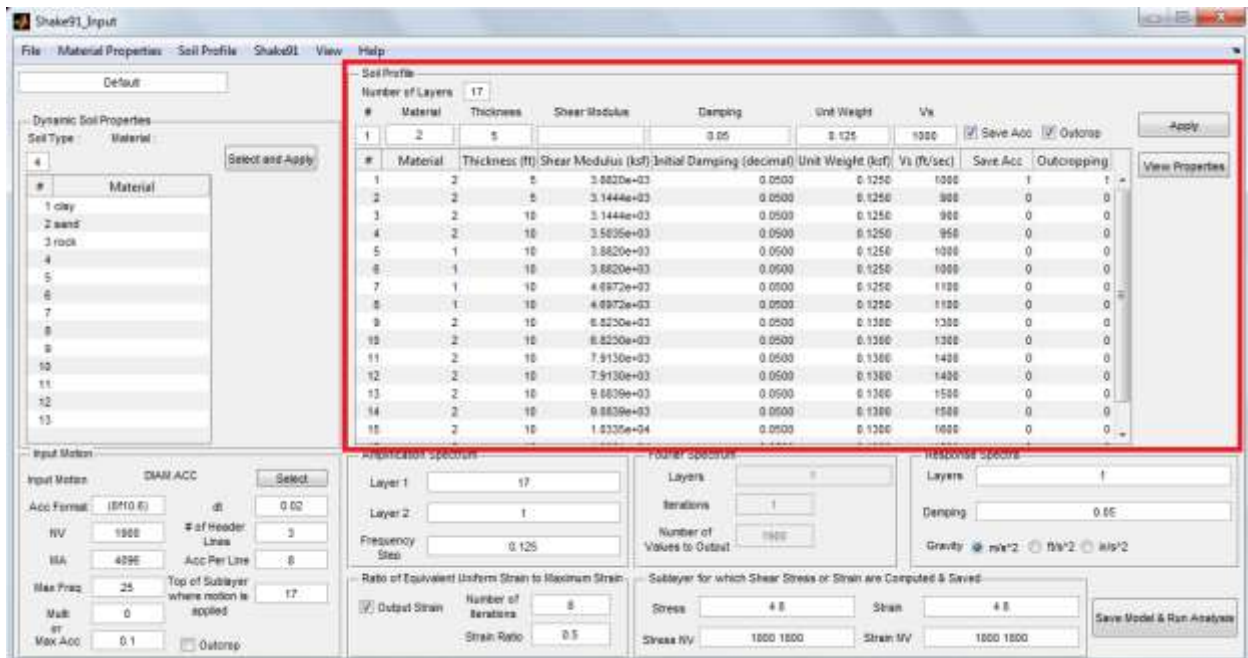 Shake91_Input
File Material Properties Soil Profile Shake91 View Help
Default
Dynamic Soil Properties
Soil Type : Material :
4
Select and Apply
# Material
1 clay
2 sand
3 rock
4
5
6
7
8
9
10
11
12
13
Soil Profile
Number of Layers 17
# Material Thickness Shear Modulus Damping Unit Weight Vs
1 2 5 0.05 0.125 1000 Save Acc Outcrop
Apply
View Properties
# Material Thickness (ft) Shear Modulus (ksf) Initial Damping (decimal) Unit Weight (kcf) Vs (ft/sec) Save Acc Outcropping
1 2 5 3.8820e+03 0.0500 0.1250 1000 1 1
2 2 5 3.1444e+03 0.0500 0.1250 900 0 0
3 2 10 3.1444e+03 0.0500 0.1250 900 0 0
4 2 10 3.5035e+03 0.0500 0.1250 950 0 0
5 1 10 3.8820e+03 0.0500 0.1250 1000 0 0
6 1 10 3.8820e+03 0.0500 0.1250 1000 0 0
7 1 10 4.6972e+03 0.0500 0.1250 1100 0 0
8 1 10 4.6972e+03 0.0500 0.1250 1100 0 0
9 2 10 6.8230e+03 0.0500 0.1300 1300 0 0
10 2 10 6.8230e+03 0.0500 0.1300 1300 0 0
11 2 10 7.9130e+03 0.0500 0.1300 1400 0 0
12 2 10 7.9130e+03 0.0500 0.1300 1400 0 0
13 2 10 9.0839e+03 0.0500 0.1300 1500 0 0
14 2 10 9.0839e+03 0.0500 0.1300 1500 0 0
15 2 10 1.0335e+04 0.0500 0.1300 1600 0 0
Input Motion
Input Motion DIAM.ACC Select
Acc Format (8f10.6) dt 0.02
NV 1900 # of Header Lines 3
MA 4096 Acc Per Line 8
Max Freq 25 Top of Sublayer where motion is applied 17
Mult 0
or
Max Acc 0.1 Outcrop
Amplification Spectrum
Layer 1 17
Layer 2 1
Frequency Step 0.125
Fourier Spectrum
Layers
Iterations 1
Number of Values to Output
Response Spectra
Layers 1
Damping 0.05
Gravity m/s^2 ft/s^2 in/s^2
Ratio of Equivalent Uniform Strain to Maximum Strain
Output Strain Number of Iterations 8
Strain Ratio 0.5
Sublayer for which Shear Stress or Strain are Computed & Saved
Stress 4 8 Strain 4 8
Stress NV 1800 1800 Strain NV 1800 1800
Save Model & Run Analysis